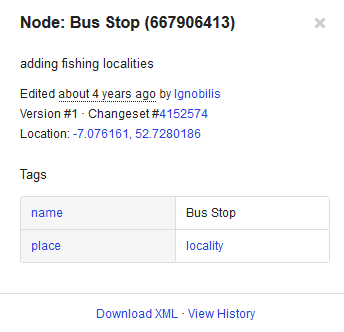 Node: Bus Stop (667906413)
×
adding fishing localities
Edited about 4 years ago by Ignobilis
Version #1 · Changeset #4152574
Location: -7.076161, 52.7280186
Tags
name Bus Stop
place locality
Download XML · View History